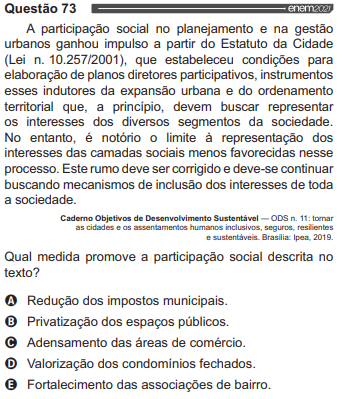 Questão 73 enem2021
A participação social no planejamento e na gestão
urbanos ganhou impulso a partir do Estatuto da Cidade
(Lei n. 10.257/2001), que estabeleceu condições para
elaboração de planos diretores participativos, instrumentos
esses indutores da expansão urbana e do ordenamento
territorial que, a princípio, devem buscar representar
os interesses dos diversos segmentos da sociedade.
No entanto, é notório o limite à representação dos
interesses das camadas sociais menos favorecidas nesse
processo. Este rumo deve ser corrigido e deve-se continuar
buscando mecanismos de inclusão dos interesses de toda
a sociedade.
Caderno Objetivos de Desenvolvimento Sustentável — ODS n. 11: tornar
as cidades e os assentamentos humanos inclusivos, seguros, resilientes
e sustentáveis. Brasília: Ipea, 2019.
Qual medida promove a participação social descrita no
texto?
A Redução dos impostos municipais.
B Privatização dos espaços públicos.
C Adensamento das áreas de comércio.
D Valorização dos condomínios fechados.
E Fortalecimento das associações de bairro.